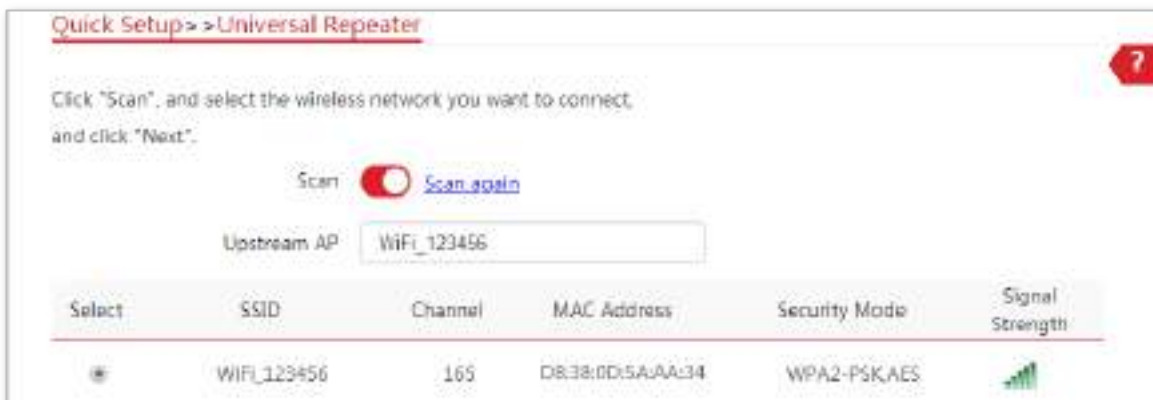 Quick Setup>>Universal Repeater
?
Click "Scan", and select the wireless network you want to connect,
and click "Next".
Scan Scan again
Upstream AP WiFi_123456
Select SSID Channel MAC Address Security Mode Signal Strength
WiFi_123456 165 D8:38:0D:5A:AA:34 WPA2-PSK,AES